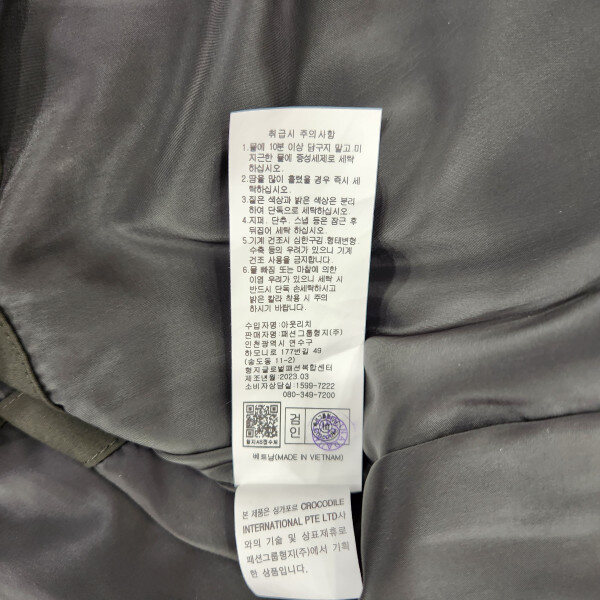 취급시 주의사항
1.물에 10분 이상 담구지 말고 미
지근한 물에 중성세제로 세탁
하십시오.
2.땀을 많이 흘렸을 경우 즉시 세
탁하십시오.
3.짙은 색상과 밝은 색상은 분리
하여 단독으로 세탁하십시오.
4.지퍼, 단추, 스냅 등은 잠근 후
뒤집어 세탁 하십시오.
5.기계 건조시 심한구김,형태변형
수축 등의 우려가 있으니 기계
건조 사용을 금지합니다.
6.물 빠짐 또는 마찰에 의한
이염 우려가 있으니 세탁 시
반드시 단독 손세탁하시고
밝은 칼라 착용 시 주의
하시기 바랍니다.
수입자명:아웃리치
판매자명:패션그룹형지(주)
인천광역시 연수구
하모니로 177번길 49
(송도동 11-2)
형지글로벌패션복합센터
제조년월:2023.03
소비자상담실 1599-7222
080-349-7200
검
인
형지AS접수처
베트남(MADE IN VIETNAM)
본 제품은 싱가포르 CROCODILE
INTERNATIONAL PTE LTD사
와의 기술 및 상표제휴로
패션그룹형지(주)에서 기획
한 상품입니다.